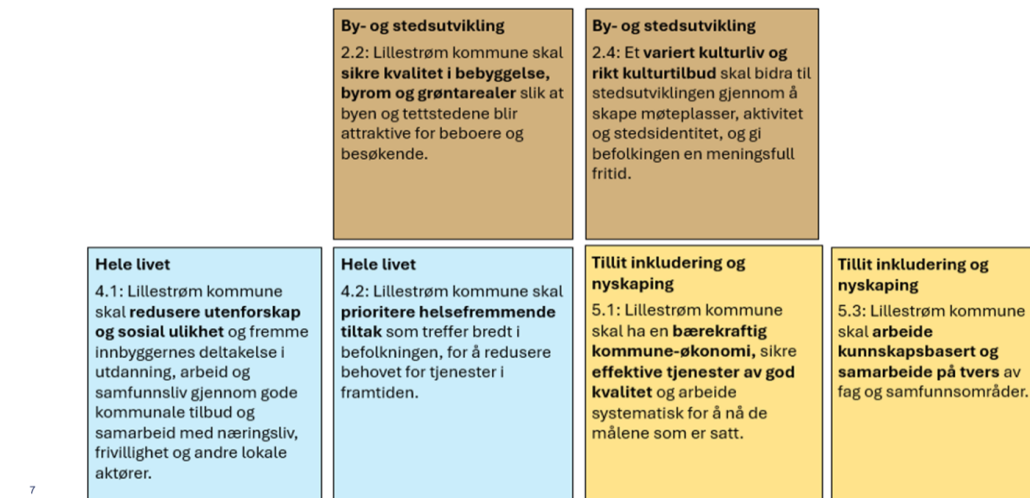 By- og stedsutvikling
2.2: Lillestrøm kommune skal
sikre kvalitet i bebyggelse,
byrom og grøntarealer slik at
byen og tettstedene blir
attraktive for beboere og
besøkende.
By- og stedsutvikling
2.4: Et variert kulturliv og
rikt kulturtilbud skal bidra til
stedsutviklingen gjennom å
skape møteplasser, aktivitet
og stedsidentitet, og gi
befolkingen en meningsfull
fritid.
Hele livet
4.1: Lillestrøm kommune
skal redusere utenforskap
og sosial ulikhet og fremme
innbyggernes deltakelse i
utdanning, arbeid og
samfunnsliv gjennom gode
kommunale tilbud og
samarbeid med næringsliv,
frivillighet og andre lokale
aktører.
Hele livet
4.2: Lillestrøm kommune skal
prioritere helsefremmende
tiltak som treffer bredt i
befolkningen, for å redusere
behovet for tjenester i
framtiden.
Tillit inkludering og
nyskaping
5.1: Lillestrøm kommune
skal ha en bærekraftig
kommune-økonomi, sikre
effektive tjenester av god
kvalitet og arbeide
systematisk for å nå de
målene som er satt.
Tillit inkludering og
nyskaping
5.3: Lillestrøm kommune
skal arbeide
kunnskapsbasert og
samarbeide på tvers av
fag og samfunnsområder.
7